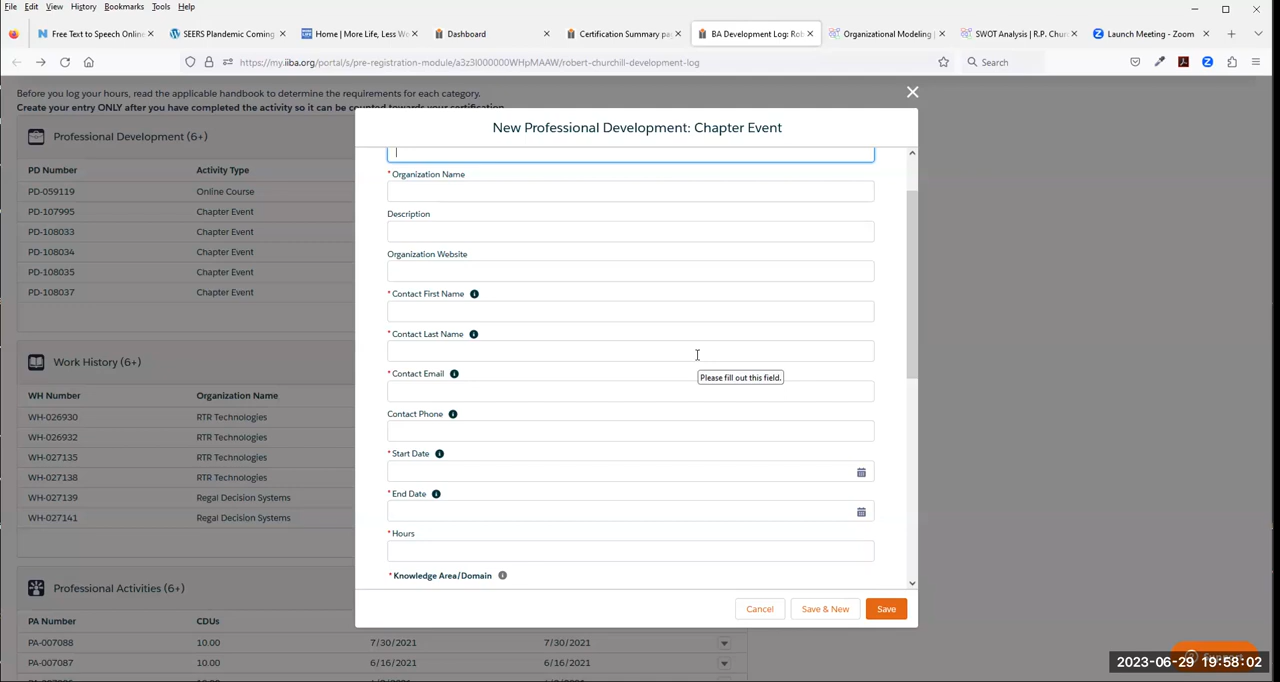 File Edit View History Bookmarks Tools Help
Free Text to Speech Online
SEERS Plandemic Coming
Home | More Life, Less Wo
Dashboard
Certification Summary pa
BA Development Log: Rob
Organizational Modeling |
SWOT Analysis | R.P. Chur
Launch Meeting - Zoom
https://my.iiba.org/portal/s/pre-registration-module/a3z3l000000WHpMAAW/robert-churchill-development-log
Search
Before you log your hours, read the applicable handbook to determine the requirements for each category.
Create your entry ONLY after you have completed the activity so it can be counted towards your certification
Professional Development (6+)
PD Number Activity Type
PD-059119 Online Course
PD-107995 Chapter Event
PD-108033 Chapter Event
PD-108034 Chapter Event
PD-108035 Chapter Event
PD-108037 Chapter Event
Work History (6+)
WH Number Organization Name
WH-026930 RTR Technologies
WH-026932 RTR Technologies
WH-027135 RTR Technologies
WH-027138 RTR Technologies
WH-027139 Regal Decision Systems
WH-027141 Regal Decision Systems
Professional Activities (6+)
PA Number CDUs
PA-007088 10.00 7/30/2021 7/30/2021
PA-007087 10.00 6/16/2021 6/16/2021
New Professional Development: Chapter Event
* Organization Name
Description
Organization Website
* Contact First Name
* Contact Last Name
Please fill out this field.
* Contact Email
Contact Phone
* Start Date
* End Date
* Hours
* Knowledge Area/Domain
Cancel Save & New Save
2023-06-29 19:58:02